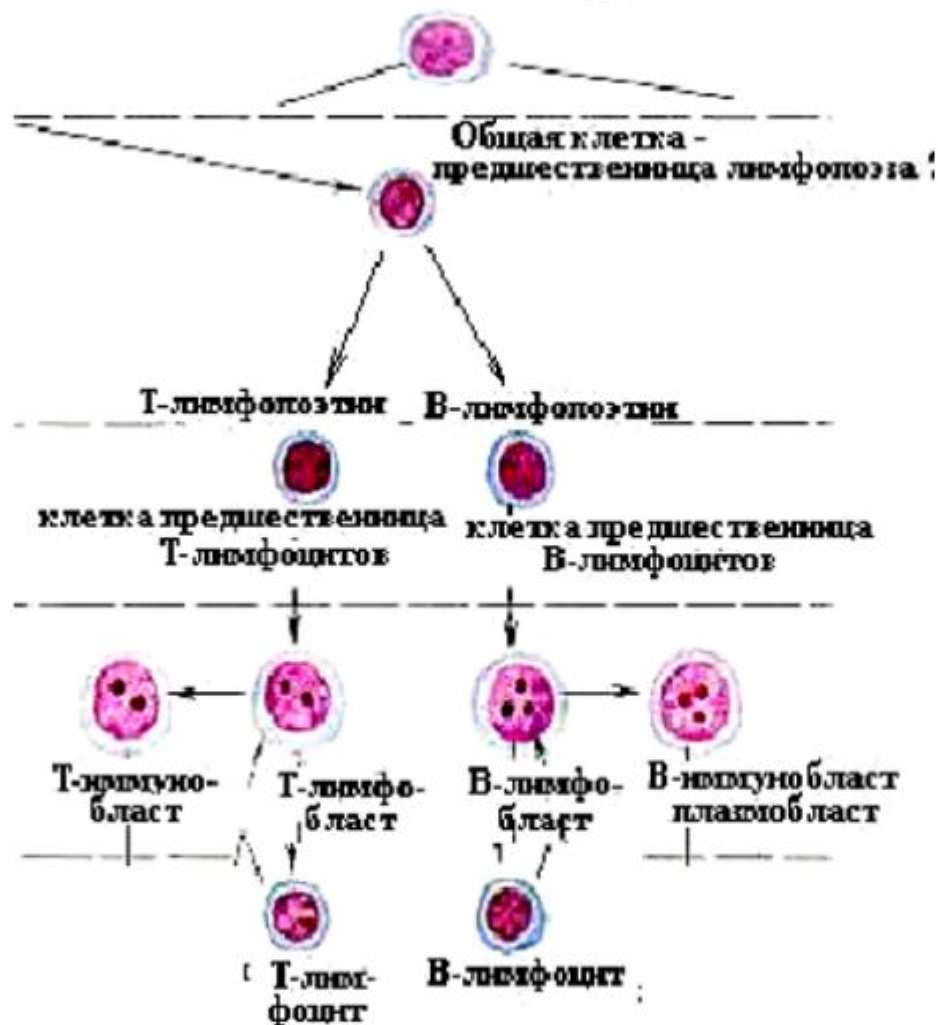 Общая клетка -
предшественница лимфопоэза ?
Т-лимфопоэтин
В-лимфопоэтин
клетка предшественница
Т-лимфоцитов
клетка предшественница
В-лимфоцитов
Т-иммуно-
бласт
Т-лимфо-
бласт
В-лимфо-
бласт
В-иммунобласт
плазмобласт
Т-лим-
фоцит
В-лимфоцит